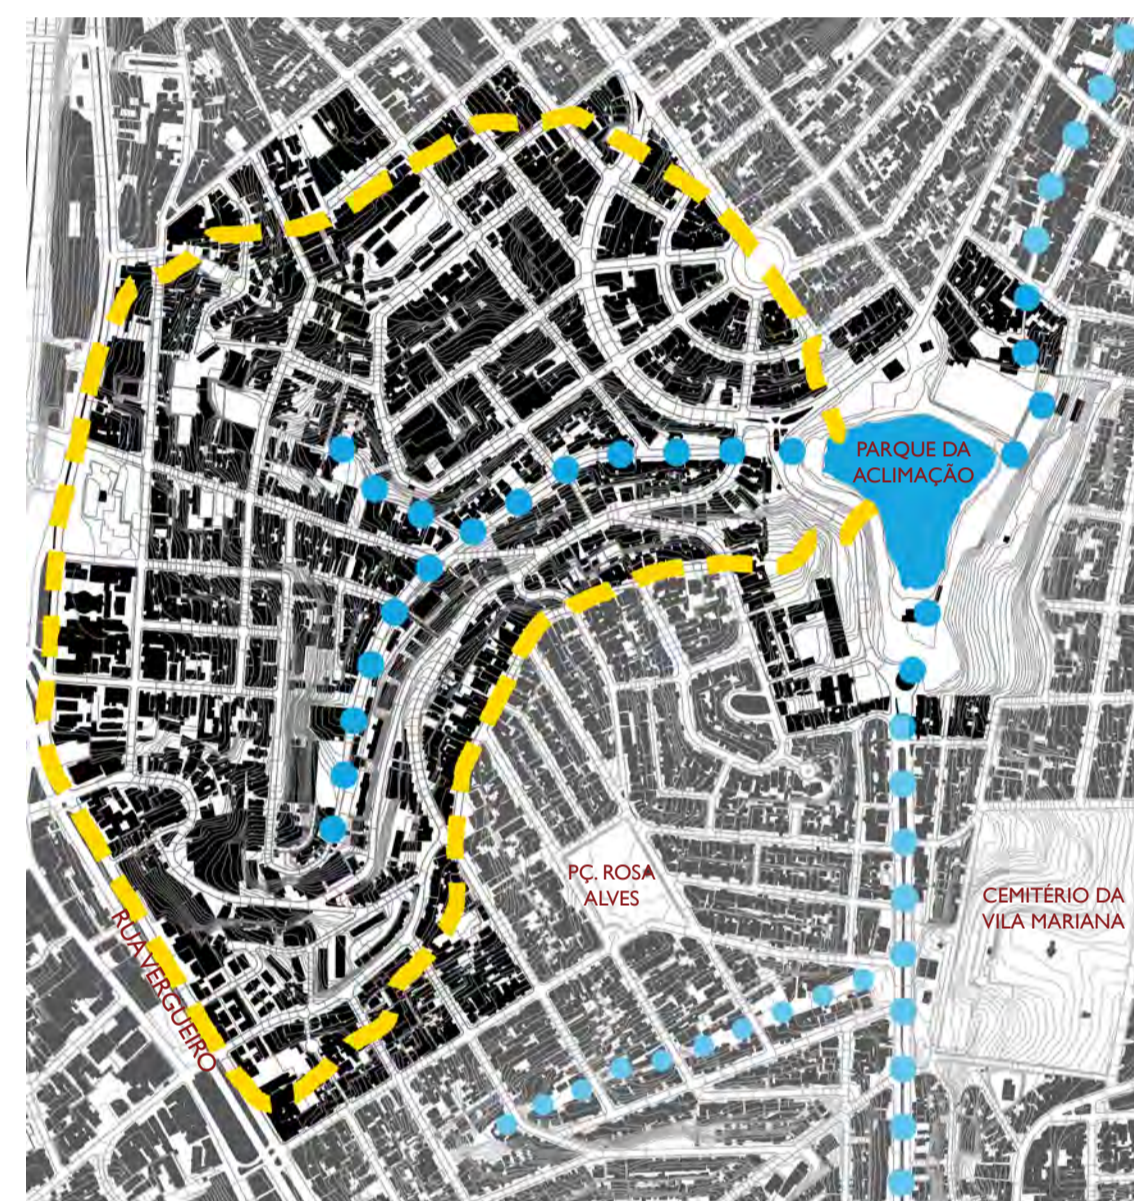 PARQUE DA
ACLIMAÇÃO
PÇ. ROSA
ALVES
CEMITÉRIO DA
VILA MARIANA
RUA VERGUEIRO